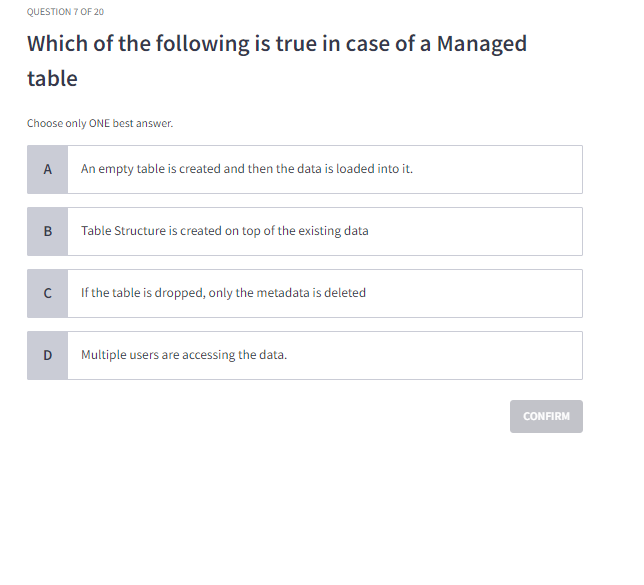 QUESTION 7 OF 20
Which of the following is true in case of a Managed
table
Choose only ONE best answer.
A An empty table is created and then the data is loaded into it.
B Table Structure is created on top of the existing data
C If the table is dropped, only the metadata is deleted
D Multiple users are accessing the data.
CONFIRM